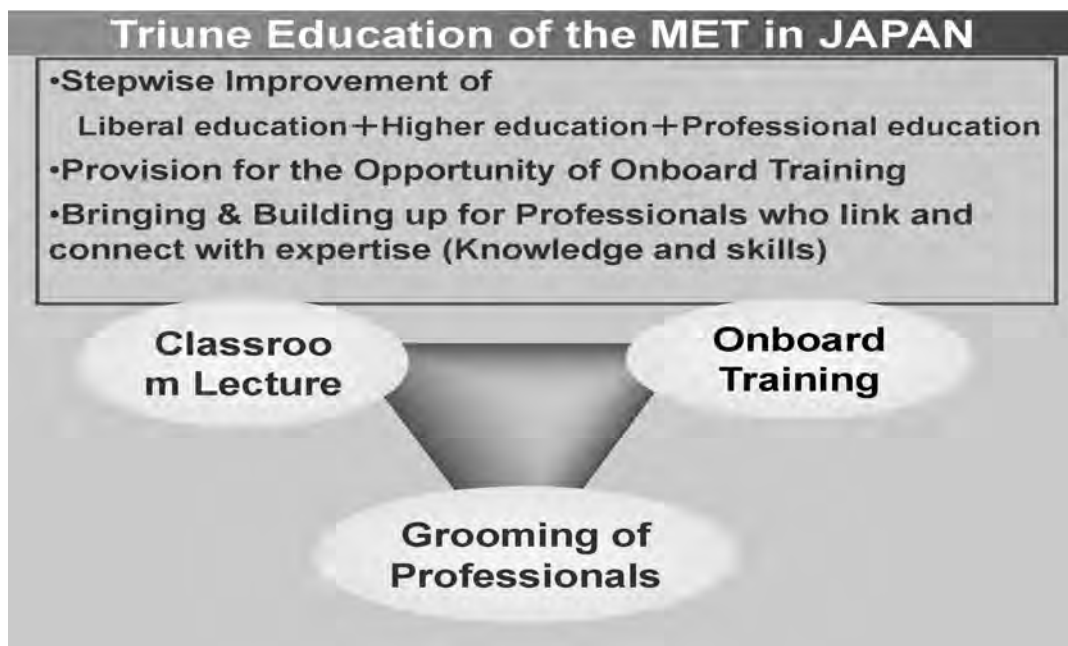 Triune Education of the MET in JAPAN
•Stepwise Improvement of
Liberal education＋Higher education＋Professional education
•Provision for the Opportunity of Onboard Training
•Bringing & Building up for Professionals who link and
connect with expertise (Knowledge and skills)
Classroo
m Lecture
Onboard
Training
Grooming of
Professionals